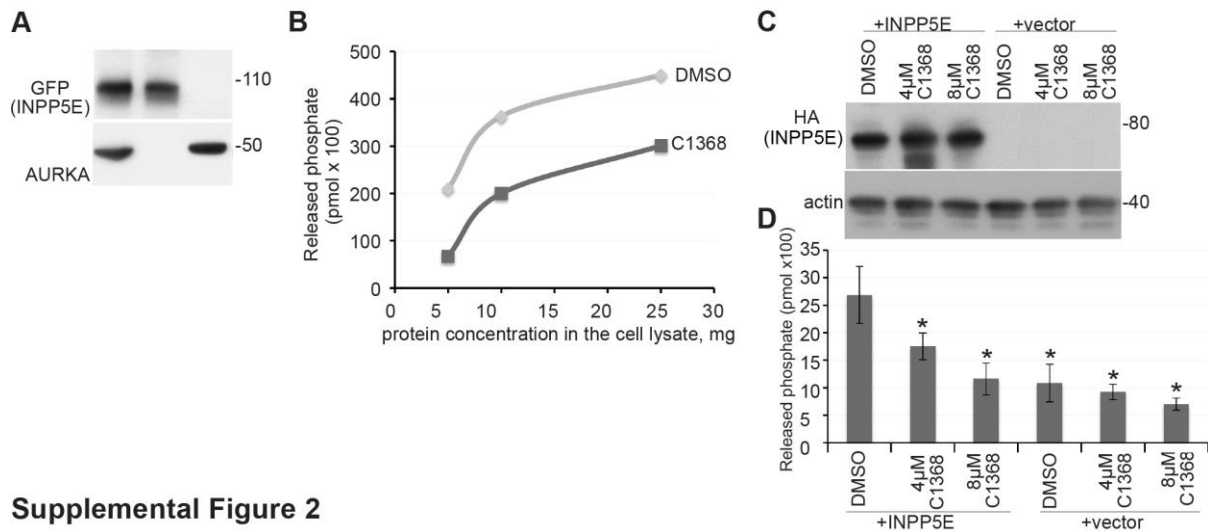 A
GFP
(INPP5E)
-110
AURKA
-50
B
Released phosphate
(pmol x 100)
500
400
300
200
100
0
DMSO
C1368
0 5 10 15 20 25 30
protein concentration in the cell lysate, mg
C
+INPP5E +vector
DMSO
4µM
C1368
8µM
C1368
DMSO
4µM
C1368
8µM
C1368
HA
(INPP5E)
-80
actin
-40
D
Released phosphate (pmol x100)
35
30
25
20
15
10
5
0
* * * * *
DMSO
4µM
C1368
8µM
C1368
DMSO
4µM
C1368
8µM
C1368
+INPP5E +vector
Supplemental Figure 2